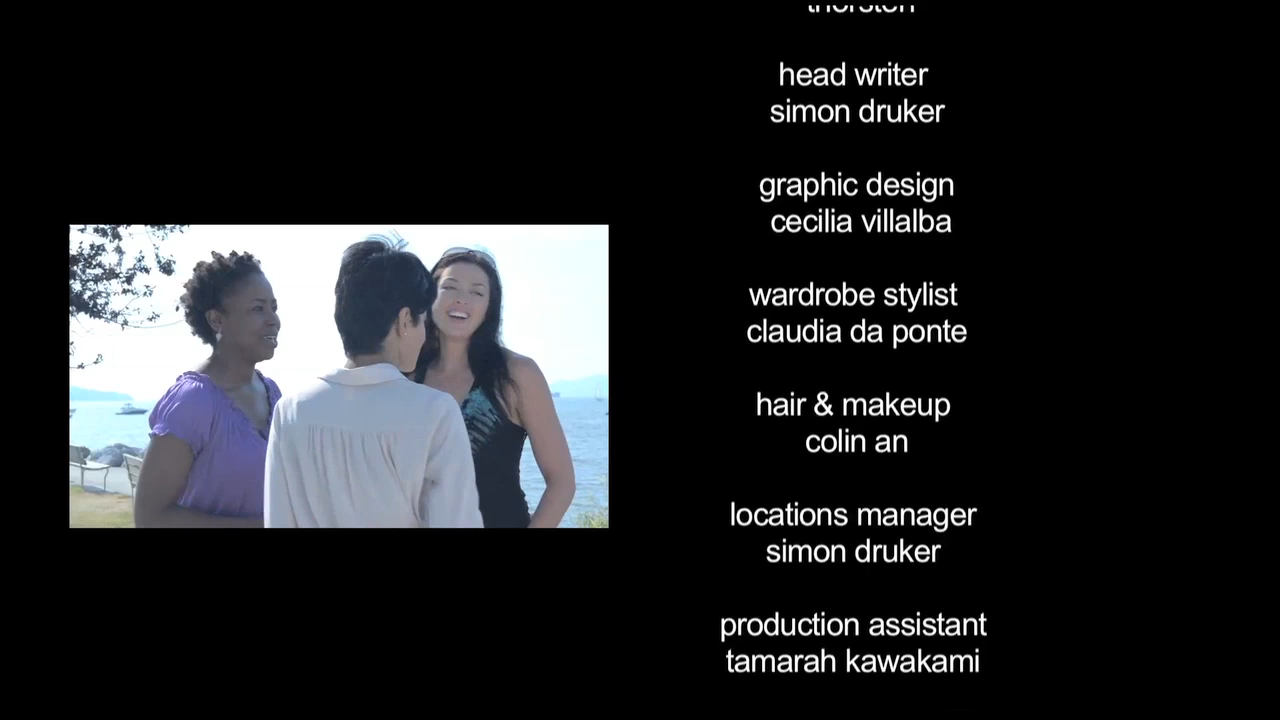 head writer
simon druker
graphic design
cecilia villalba
wardrobe stylist
claudia da ponte
hair & makeup
colin an
locations manager
simon druker
production assistant
tamarah kawakami